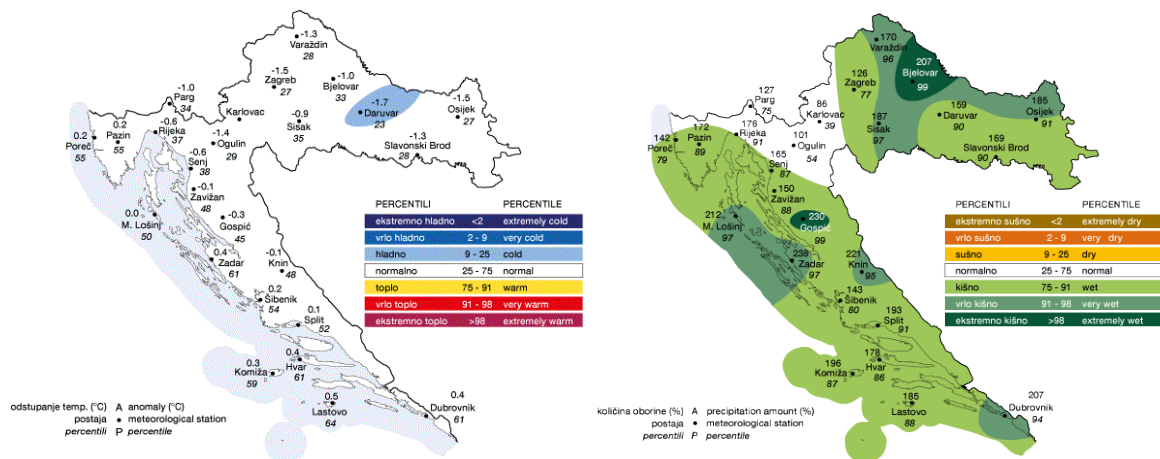 -1.3
Varaždin
28
-1.5
Zagreb
27
-1.0
Bjelovar
33
-1.7
Daruvar
23
-1.5
Osijek
27
-1.0
Parg
34
Karlovac
-0.9
Sisak
35
-1.3
Slavonski Brod
28
0.2
Poreč
55
0.2
Pazin
55
-0.6
Rijeka
37
-1.4
Ogulin
29
-0.6
Senj
38
-0.1
Zavižan
48
0.0
M. Lošinj
50
-0.3
Gospić
45
0.4
Zadar
61
-0.1
Knin
48
0.2
Šibenik
54
0.1
Split
52
0.4
Hvar
61
0.3
Komiža
59
0.5
Lastovo
64
0.4
Dubrovnik
61
PERCENTILI PERCENTILE
ekstremno hladno <2 extremely cold
vrlo hladno 2 - 9 very cold
hladno 9 - 25 cold
normalno 25 - 75 normal
toplo 75 - 91 warm
vrlo toplo 91 - 98 very warm
ekstremno toplo >98 extremely warm
odstupanje temp. (°C) A anomaly (°C)
postaja • meteorological station
percentili P percentile
170
Varaždin
96
126
Zagreb
77
207
Bjelovar
99
159
Daruvar
90
185
Osijek
91
127
Parg
75
86
Karlovac
39
187
Sisak
97
169
Slavonski Brod
90
142
Poreč
79
172
Pazin
89
176
Rijeka
91
101
Ogulin
54
165
Senj
87
150
Zavižan
88
212
M. Lošinj
97
230
Gospić
99
238
Zadar
97
221
Knin
95
143
Šibenik
80
193
Split
91
178
Hvar
86
196
Komiža
87
185
Lastovo
88
207
Dubrovnik
94
PERCENTILI PERCENTILE
ekstremno sušno <2 extremely dry
vrlo sušno 2 - 9 very dry
sušno 9 - 25 dry
normalno 25 - 75 normal
kišno 75 - 91 wet
vrlo kišno 91 - 98 very wet
ekstremno kišno >98 extremely wet
količina oborine (%) A precipitation amount (%)
postaja • meteorological station
percentili P percentile